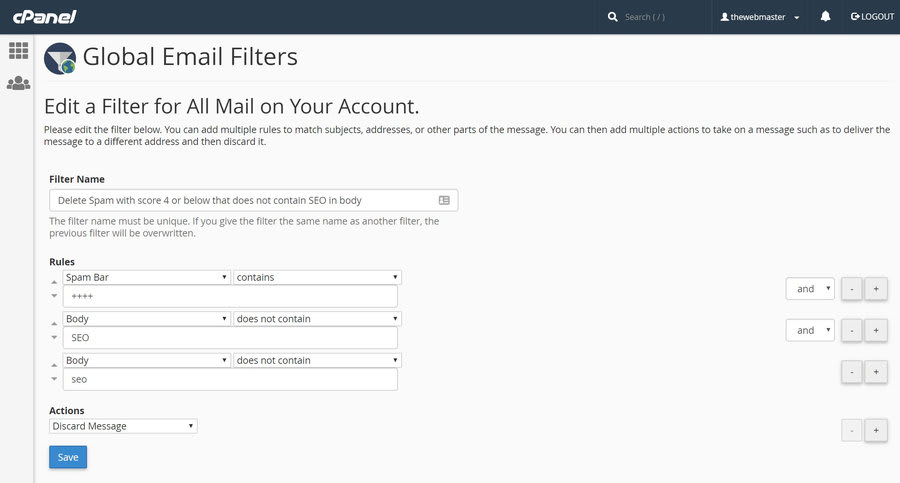 cPanel
Search ( / )
thewebmaster
LOGOUT
Global Email Filters
Edit a Filter for All Mail on Your Account.
Please edit the filter below. You can add multiple rules to match subjects, addresses, or other parts of the message. You can then add multiple actions to take on a message such as to deliver the
message to a different address and then discard it.
Filter Name
Delete Spam with score 4 or below that does not contain SEO in body
The filter name must be unique. If you give the filter the same name as another filter, the
previous filter will be overwritten.
Rules
Spam Bar contains
++++
and - +
Body does not contain
SEO
and - +
Body does not contain
seo
- +
Actions
Discard Message
- +
Save